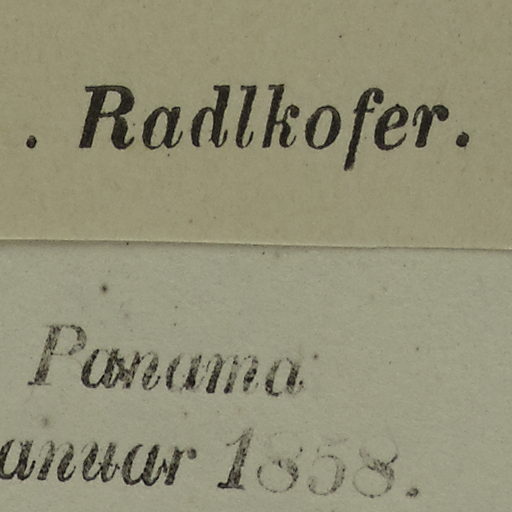 . Radlkofer.
Panama
anuar 1858.